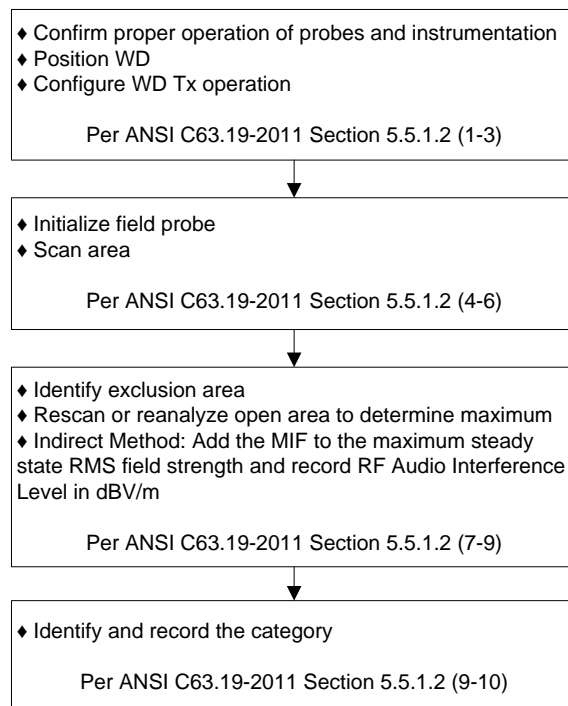 ♦ Confirm proper operation of probes and instrumentation
♦ Position WD
♦ Configure WD Tx operation
Per ANSI C63.19-2011 Section 5.5.1.2 (1-3)
♦ Initialize field probe
♦ Scan area
Per ANSI C63.19-2011 Section 5.5.1.2 (4-6)
♦ Identify exclusion area
♦ Rescan or reanalyze open area to determine maximum
♦ Indirect Method: Add the MIF to the maximum steady
state RMS field strength and record RF Audio Interference
Level in dBV/m
Per ANSI C63.19-2011 Section 5.5.1.2 (7-9)
♦ Identify and record the category
Per ANSI C63.19-2011 Section 5.5.1.2 (9-10)